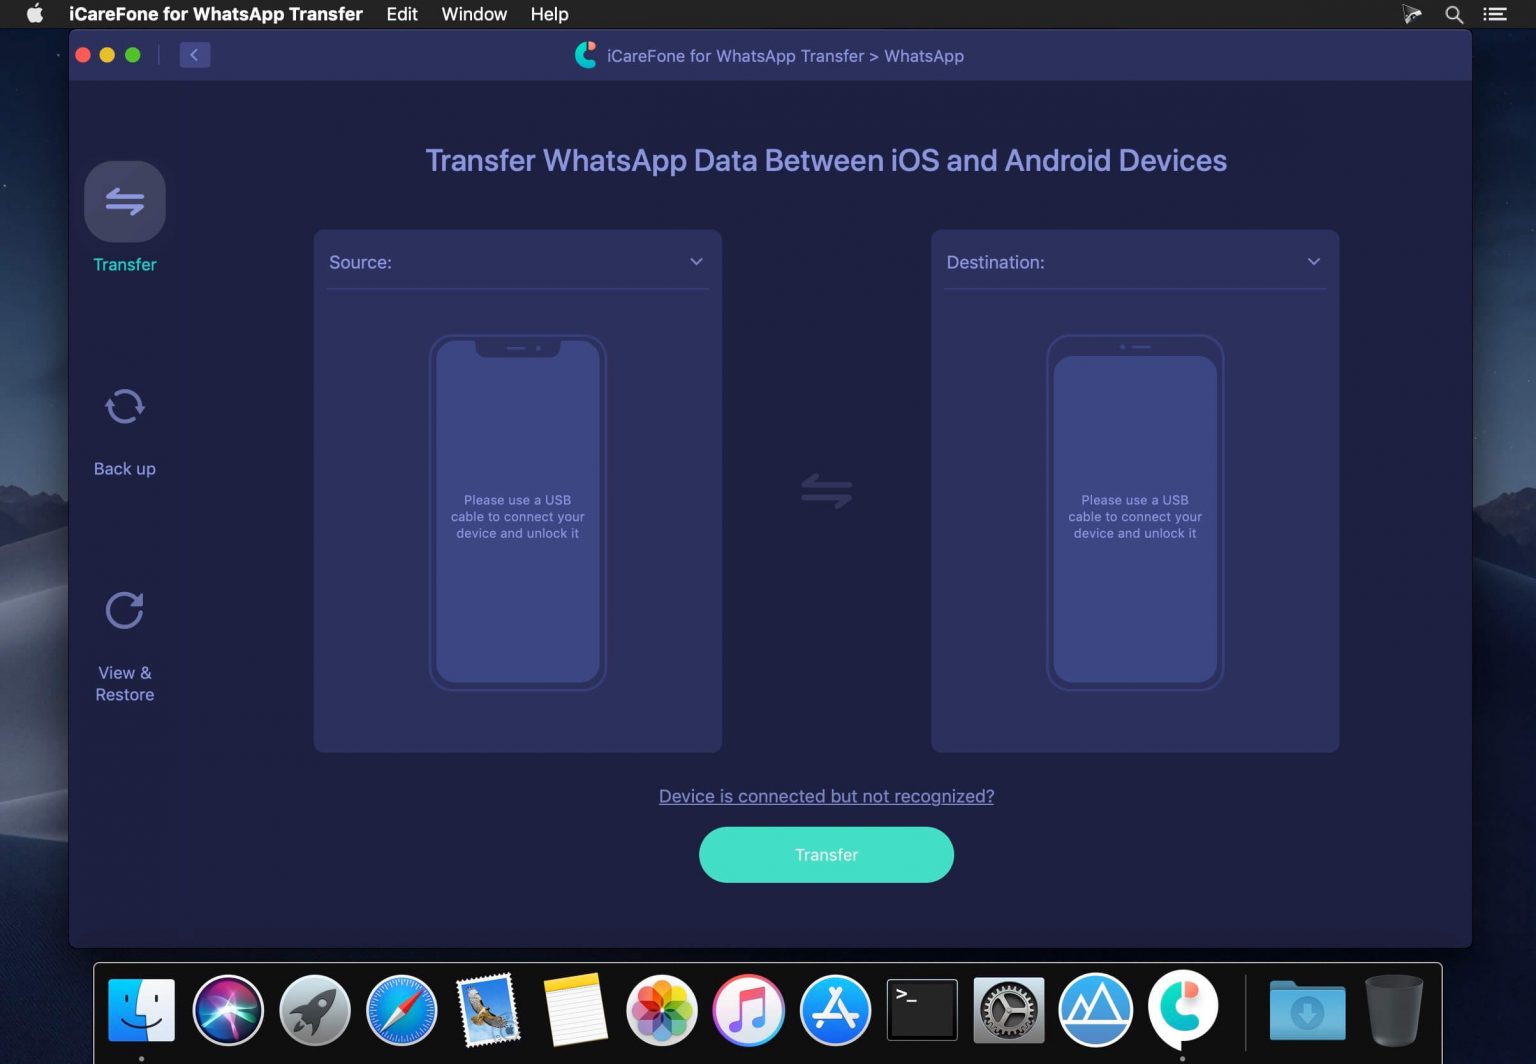 iCareFone for WhatsApp Transfer Edit Window Help
iCareFone for WhatsApp Transfer > WhatsApp
Transfer WhatsApp Data Between iOS and Android Devices
Transfer
Back up
View &
Restore
Source:
Please use a USB
cable to connect your
device and unlock it
Destination:
Please use a USB
cable to connect your
device and unlock it
Device is connected but not recognized?
Transfer
>_